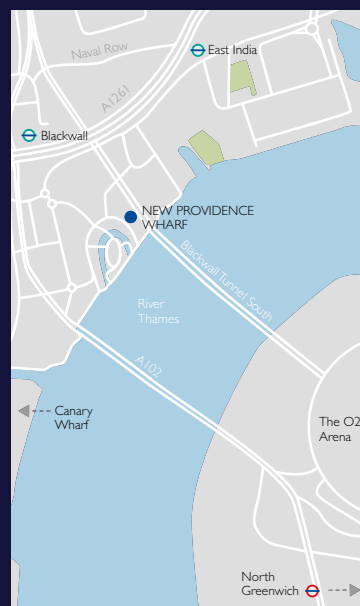 Naval Row
East India
A1261
Blackwall
NEW PROVIDENCE
WHARF
Blackwall Tunnel South
River
Thames
A102
Canary
Wharf
The O2
Arena
North
Greenwich